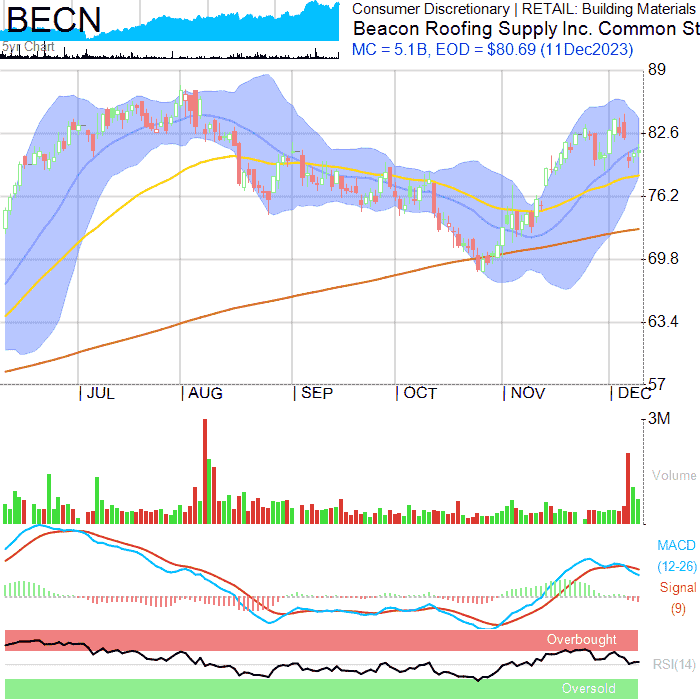 BECN
5yr Chart
Consumer Discretionary | RETAIL: Building Materials
Beacon Roofing Supply Inc. Common St
MC = 5.1B, EOD = $80.69 (11Dec2023)
89
82.6
76.2
69.8
63.4
57
JUL AUG SEP OCT NOV DEC
3M
Volume
MACD
(12-26)
Signal
(9)
Overbought
RSI(14)
Oversold